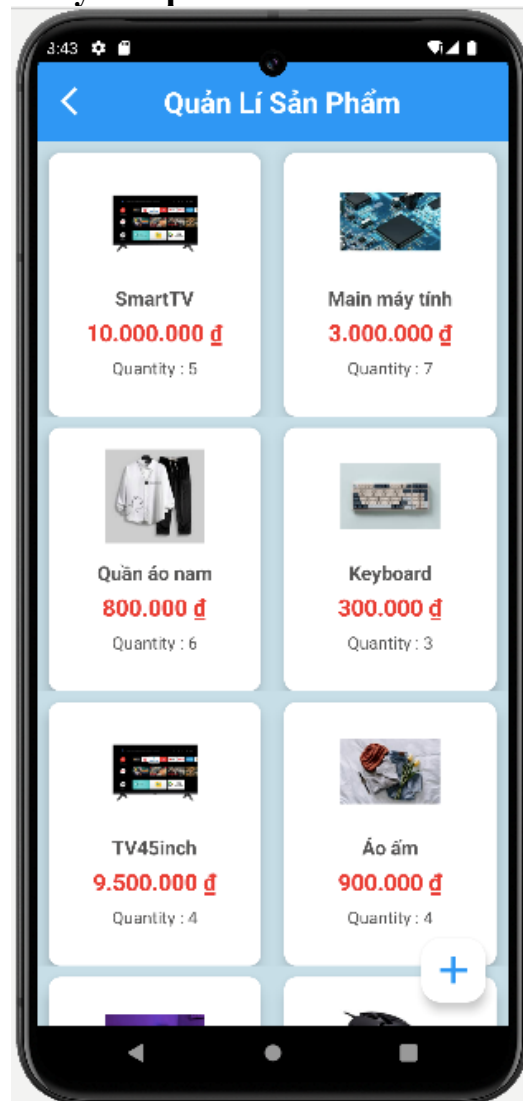 3:43
Quản Lí Sản Phẩm
SmartTV
10.000.000 ₫
Quantity : 5
Main máy tính
3.000.000 ₫
Quantity : 7
Quần áo nam
800.000 ₫
Quantity : 6
Keyboard
300.000 ₫
Quantity : 3
TV45inch
9.500.000 ₫
Quantity : 4
Áo ấm
900.000 ₫
Quantity : 4
+